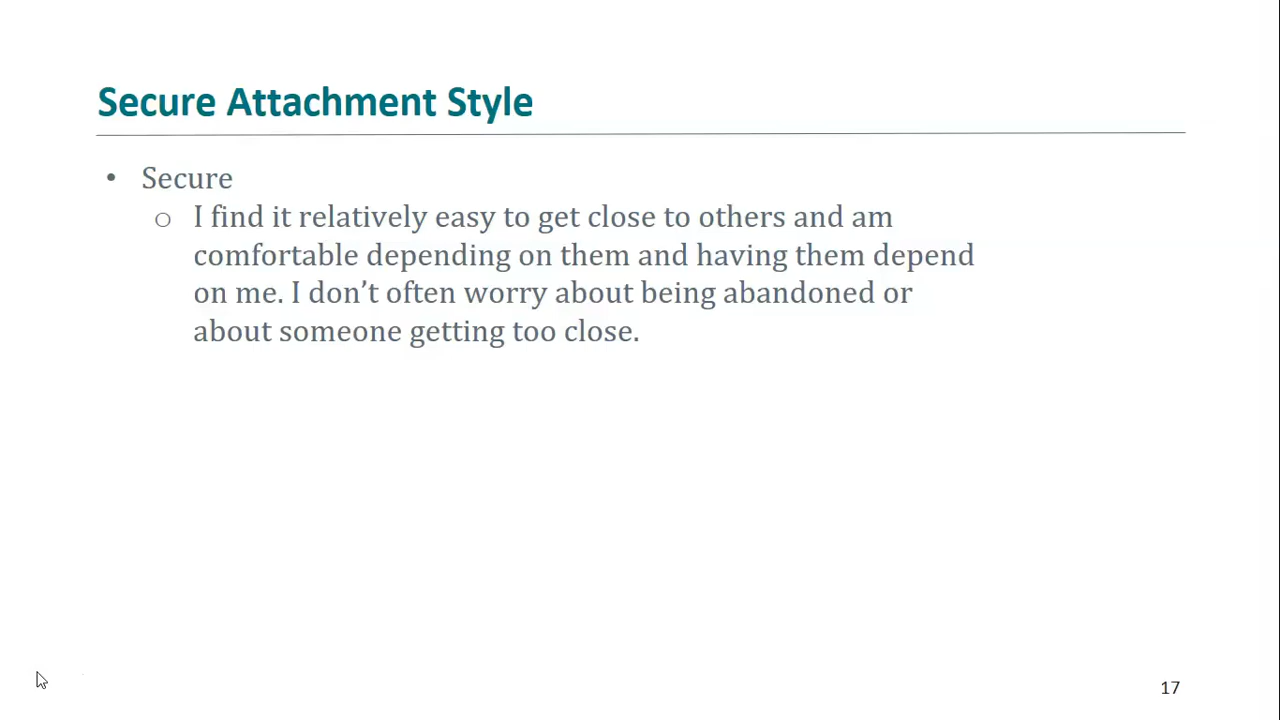 Secure Attachment Style
• Secure
o I find it relatively easy to get close to others and am
comfortable depending on them and having them depend
on me. I don’t often worry about being abandoned or
about someone getting too close.
17